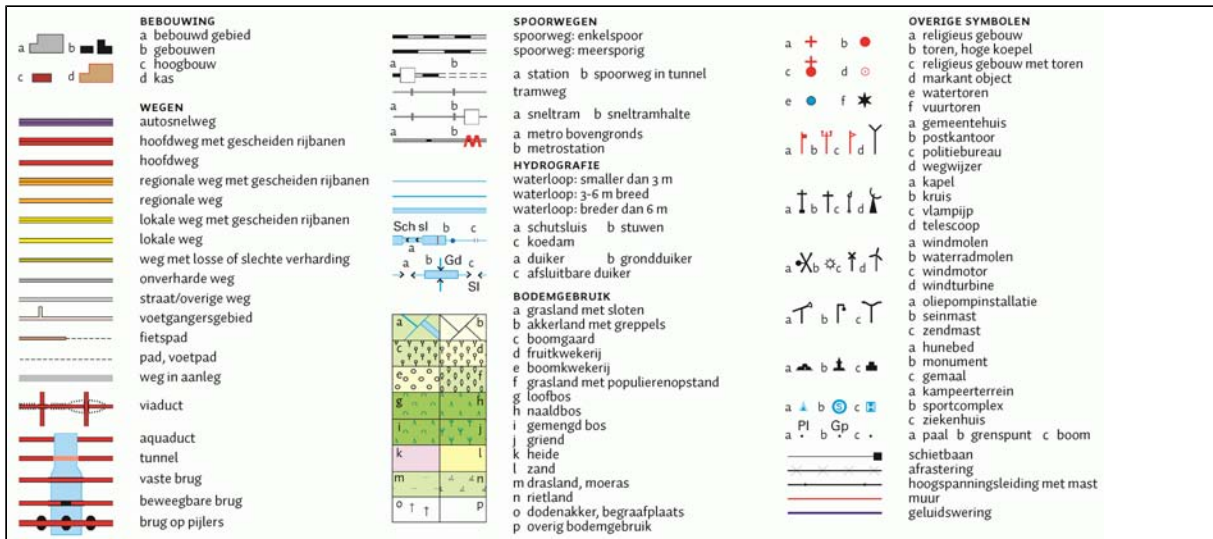 BEBOUWING
a bebouwd gebied
b gebouwen
c hoogbouw
d kas
a b
c d
WEGEN
autosnelweg
hoofdweg met gescheiden rijbanen
hoofdweg
regionale weg met gescheiden rijbanen
regionale weg
lokale weg met gescheiden rijbanen
lokale weg
weg met losse of slechte verharding
onverharde weg
straat/overige weg
voetgangersgebied
fietspad
pad, voetpad
weg in aanleg
viaduct
aquaduct
tunnel
vaste brug
beweegbare brug
brug op pijlers
SPOORWEGEN
spoorweg: enkelspoor
spoorweg: meersporig
a b
a station b spoorweg in tunnel
tramweg
a b
a sneltram b sneltramhalte
a b
a metro bovengronds
b metrostation
HYDROGRAFIE
waterloop: smaller dan 3 m
waterloop: 3-6 m breed
waterloop: breder dan 6 m
Sch sl b c
a
a schutsluis b stuwen
c koedam
a b Gd c
Sl
a duiker b grondduiker
c afsluitbare duiker
BODEMGEBRUIK
a b
c d
e f
g h
i j
k l
m n
o p
a grasland met sloten
b akkerland met greppels
c boomgaard
d fruitkwekerij
e boomkwekerij
f grasland met populierenopstand
g loofbos
h naaldbos
i gemengd bos
j griend
k heide
l zand
m drasland, moeras
n rietland
o dodenakker, begraafplaats
p overig bodemgebruik
OVERIGE SYMBOLEN
a b
c d
e f
a religieus gebouw
b toren, hoge koepel
c religieus gebouw met toren
d markant object
e watertoren
f vuurtoren
a b c d
a gemeentehuis
b postkantoor
c politiebureau
d wegwijzer
a b c d
a kapel
b kruis
c vlampijp
d telescoop
a b c d
a windmolen
b waterradmolen
c windmotor
d windturbine
a b c
a oliepompinstallatie
b seinmast
c zendmast
a b c
a hunebed
b monument
c gemaal
a b S c H
a kampeerterrein
b sportcomplex
c ziekenhuis
Pl Gp
a b c
a paal b grenspunt c boom
schietbaan
afrastering
hoogspanningsleiding met mast
muur
geluidswering